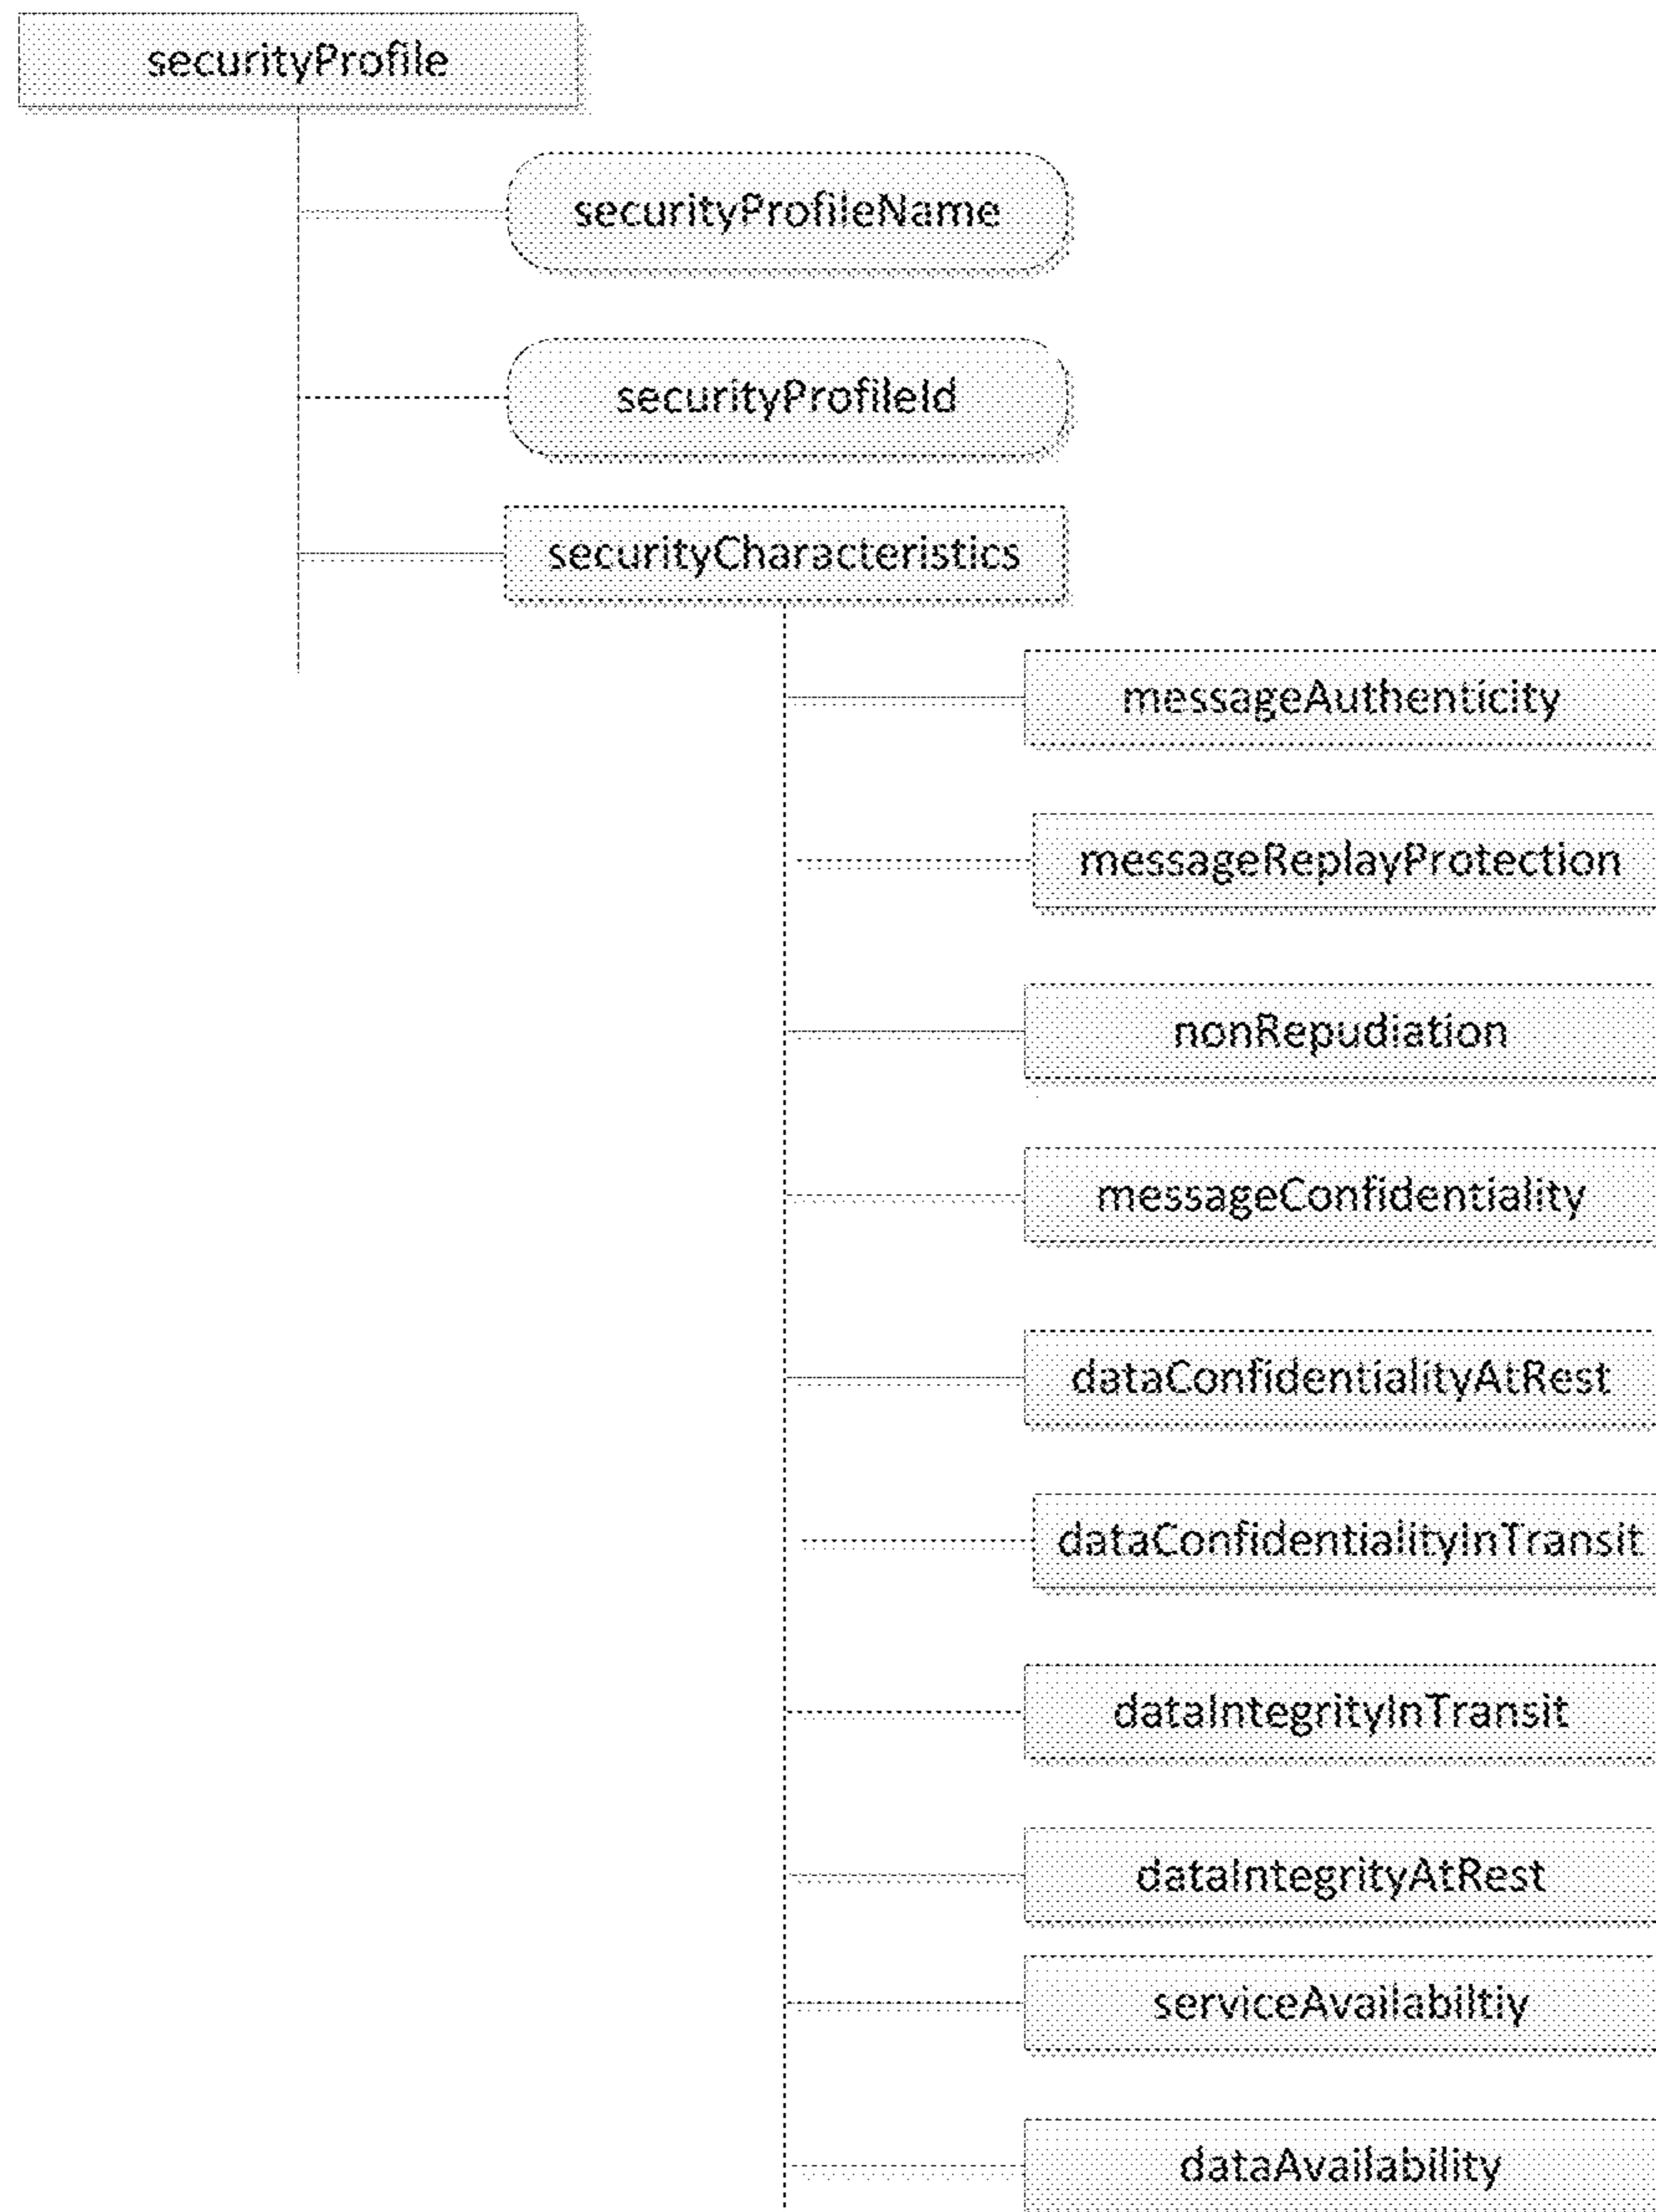 securityProfile
securityProfileName
securityProfileId
securityCharacteristics
messageAuthenticity
messageReplayProtection
nonRepudiation
messageConfidentiality
dataConfidentialityAtRest
dataConfidentialityInTransit
dataIntegrityInTransit
dataIntegrityAtRest
serviceAvailabiltiy
dataAvailability